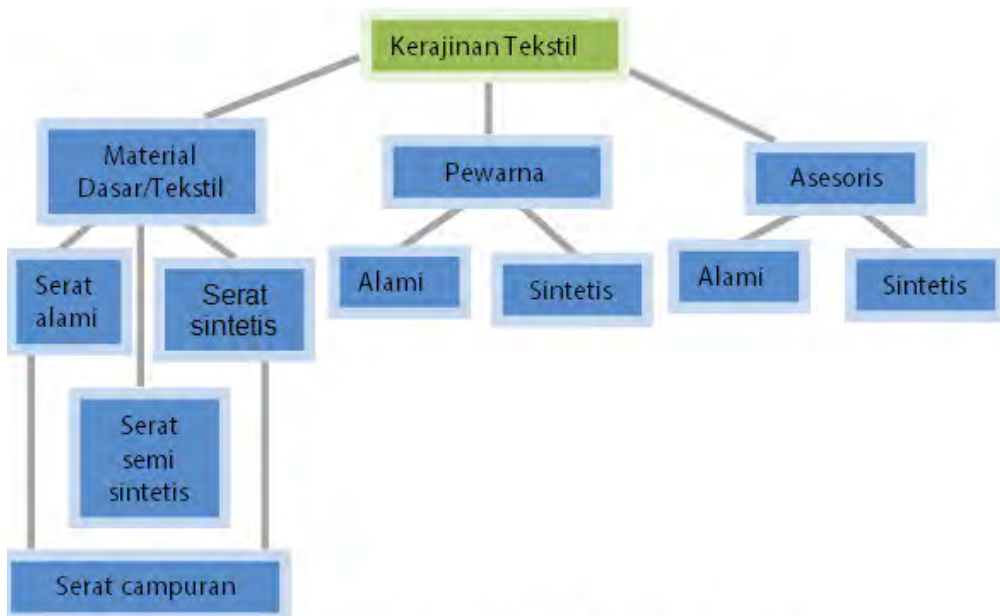 Kerajinan Tekstil
Material
Dasar/Tekstil
Pewarna
Asesoris
Serat
alami
Serat
sintetis
Alami
Sintetis
Alami
Sintetis
Serat
semi
sintetis
Serat campuran